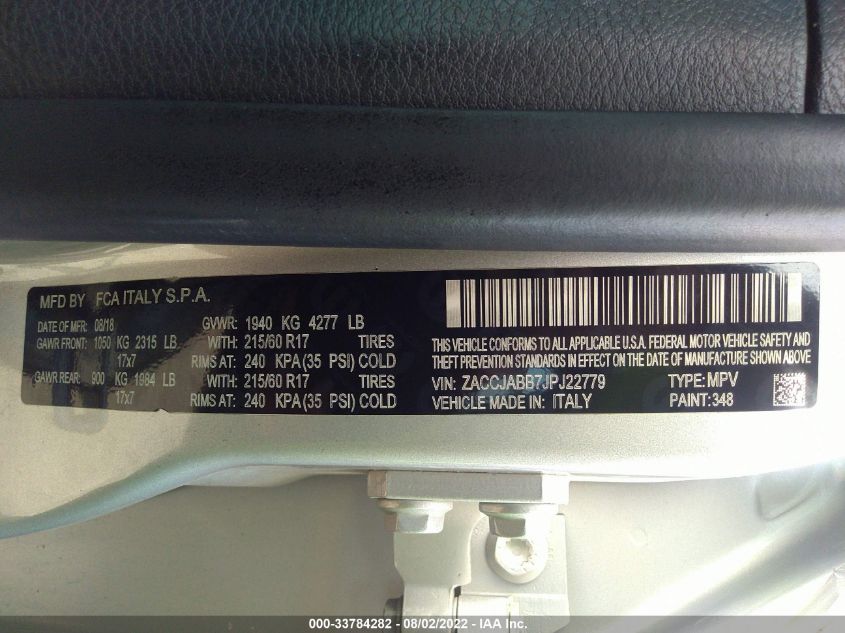 MFD BY FCA ITALY S.P.A.
DATE OF MFR: 08/18 GVWR: 1940 KG 4277 LB
GAWR FRONT: 1050 KG 2315 LB WITH: 215/60 R17 TIRES
17x7 RIMS AT: 240 KPA(35 PSI) COLD
GAWR REAR: 900 KG 1984 LB WITH: 215/60 R17 TIRES
17x7 RIMS AT: 240 KPA(35 PSI) COLD
THIS VEHICLE CONFORMS TO ALL APPLICABLE U.S.A. FEDERAL MOTOR VEHICLE SAFETY AND
THEFT PREVENTION STANDARDS IN EFFECT ON THE DATE OF MANUFACTURE SHOWN ABOVE
VIN: ZACCJABB7JPJ22779 TYPE: MPV
VEHICLE MADE IN: ITALY PAINT:348
000-33784282 - 08/02/2022 - IAA Inc.